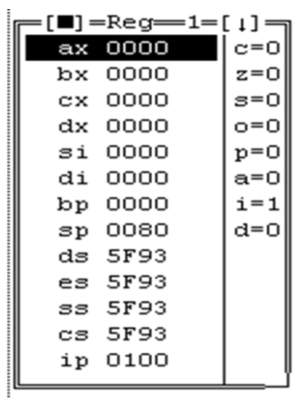 [■]=Reg=1=[↓]
ax 0000 c=0
bx 0000 z=0
cx 0000 s=0
dx 0000 o=0
si 0000 p=0
di 0000 a=0
bp 0000 i=1
sp 0080 d=0
ds 5F93
es 5F93
ss 5F93
cs 5F93
ip 0100